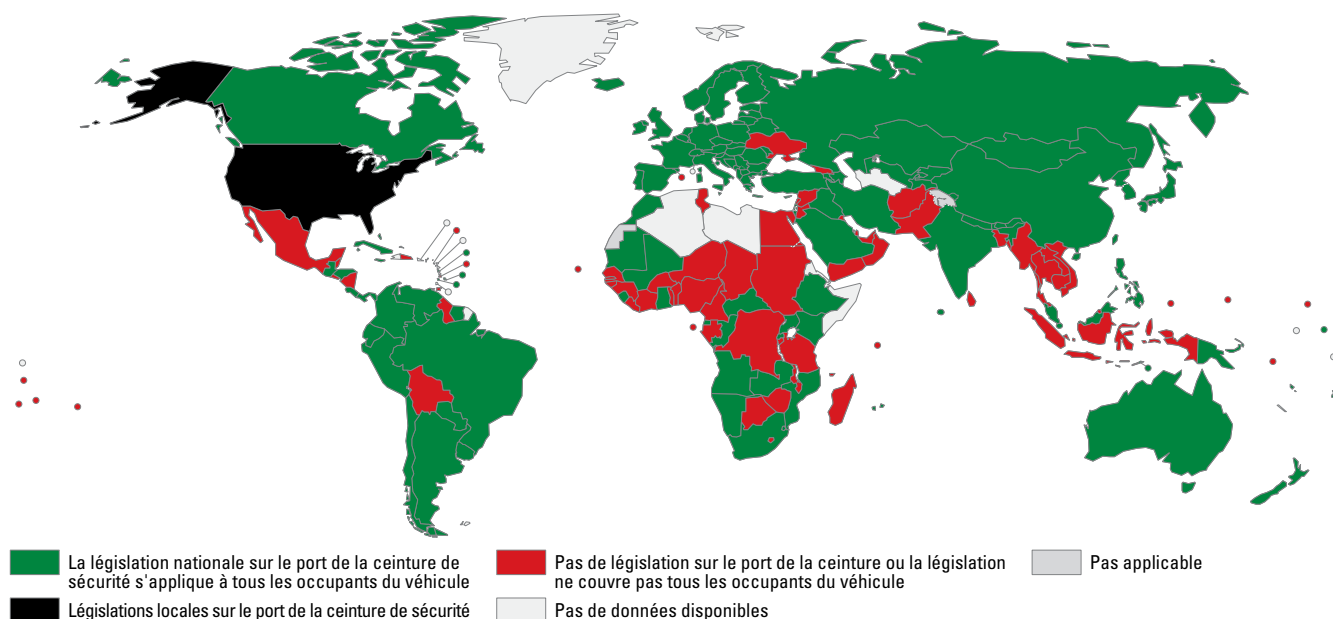 La législation nationale sur le port de la ceinture de
sécurité s'applique à tous les occupants du véhicule
Pas de législation sur le port de la ceinture ou la législation
ne couvre pas tous les occupants du véhicule
Pas applicable
Législations locales sur le port de la ceinture de sécurité
Pas de données disponibles